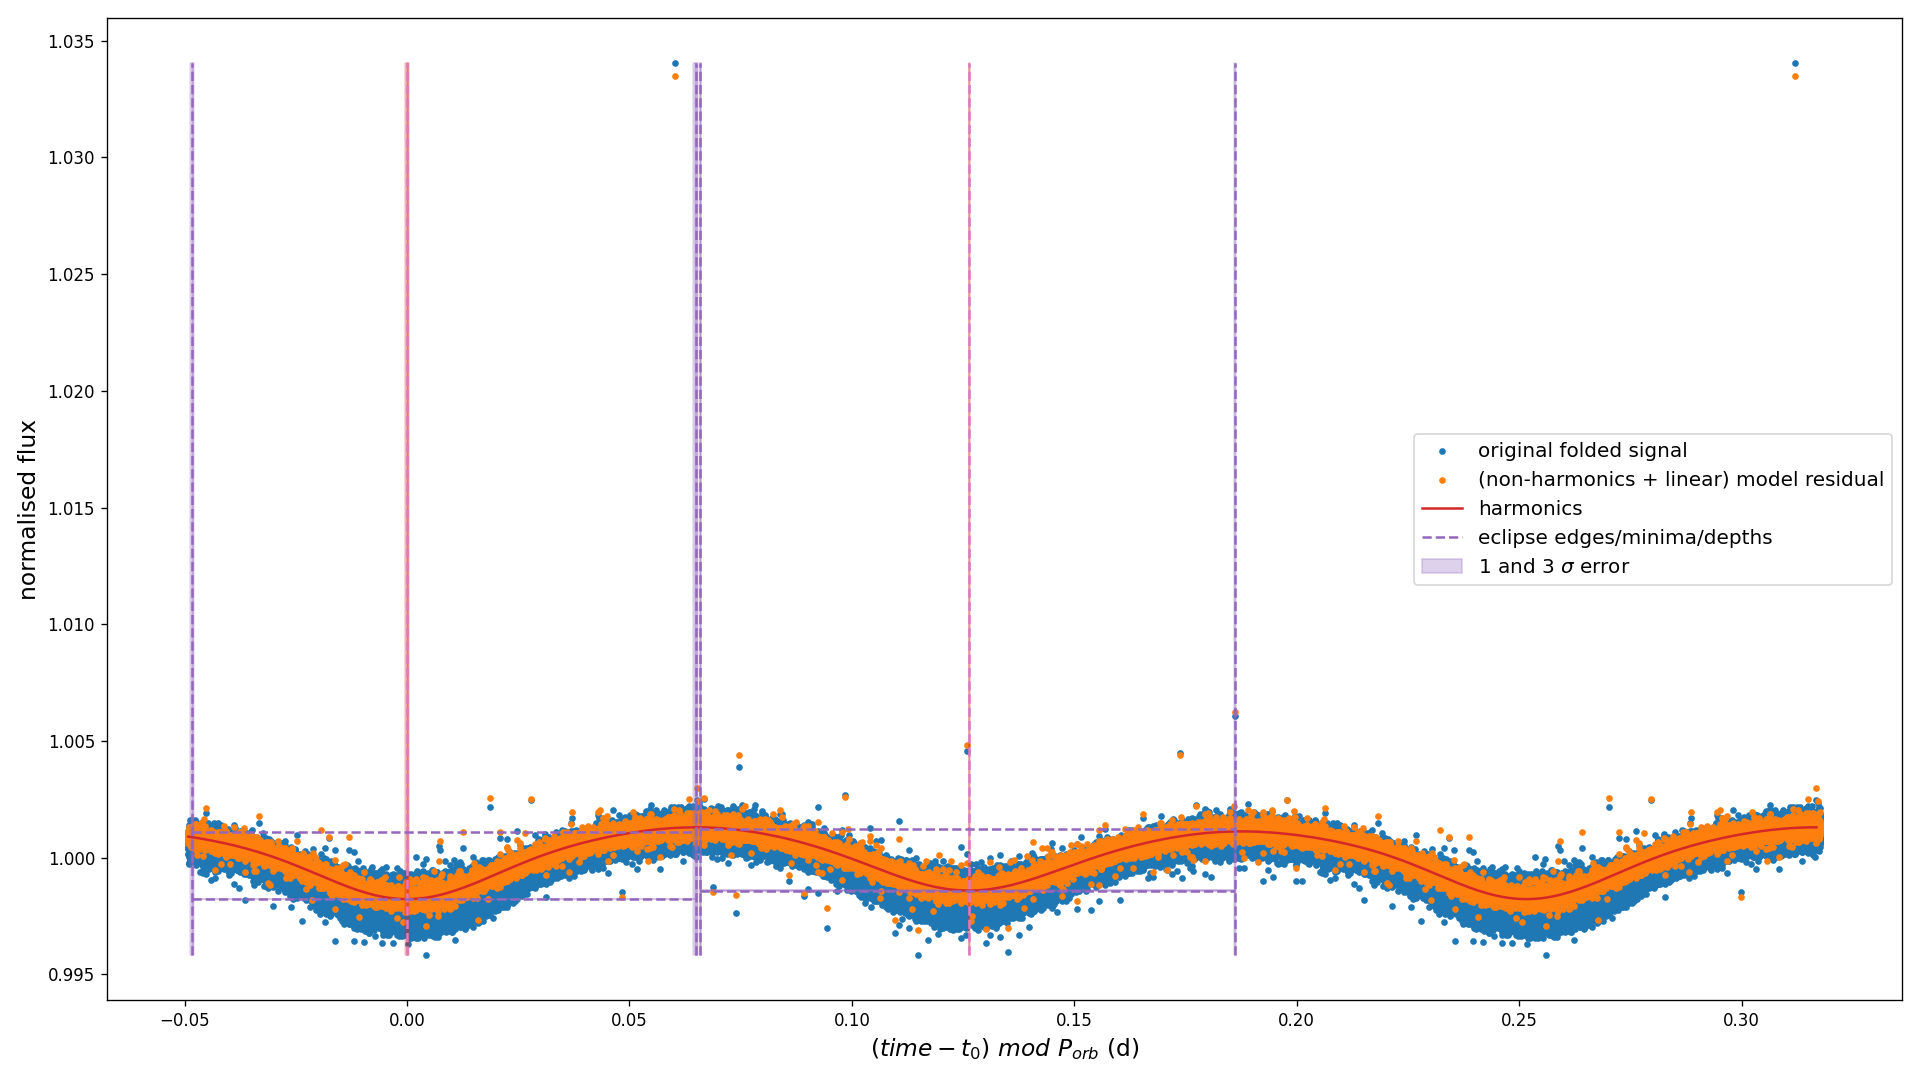 1.035
1.030
1.025
1.020
1.015
1.010
1.005
1.000
0.995
normalised flux
original folded signal
(non-harmonics + linear) model residual
harmonics
eclipse edges/minima/depths
1 and 3 σ error
−0.05 0.00 0.05 0.10 0.15 0.20 0.25 0.30
(time − t₀) mod P_orb (d)